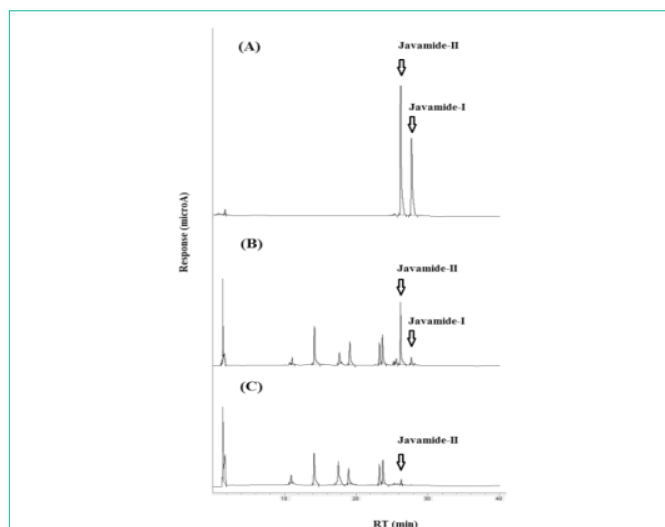 (A)
Javamide-II
Javamide-I
Response (microA)
(B)
Javamide-II
Javamide-I
(C)
Javamide-II
10
20
30
40
RT (min)